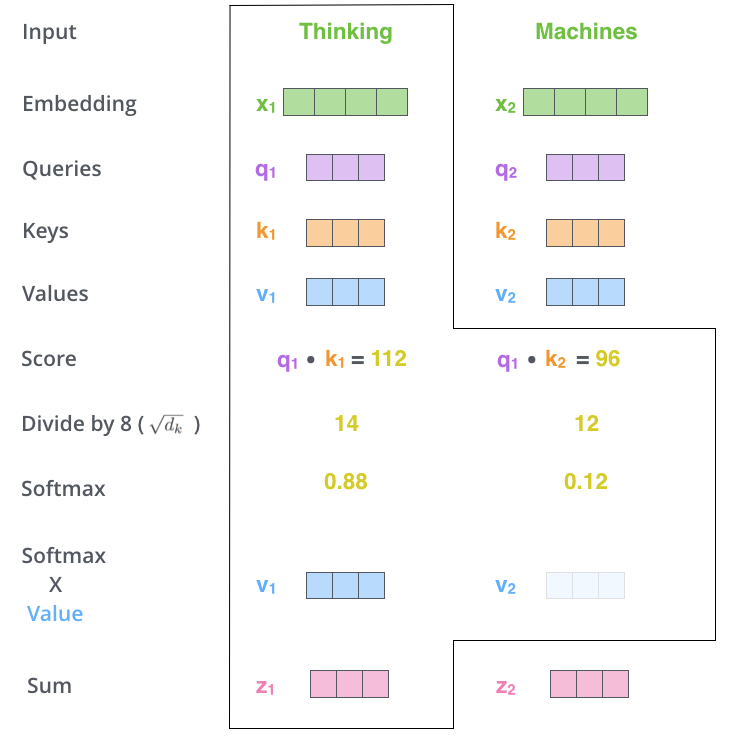 Input Thinking Machines
Embedding x₁ x₂
Queries q₁ q₂
Keys k₁ k₂
Values v₁ v₂
Score q₁ • k₁ = 112 q₁ • k₂ = 96
Divide by 8 ( √dₖ ) 14 12
Softmax 0.88 0.12
Softmax
X v₁ v₂
Value
Sum z₁ z₂